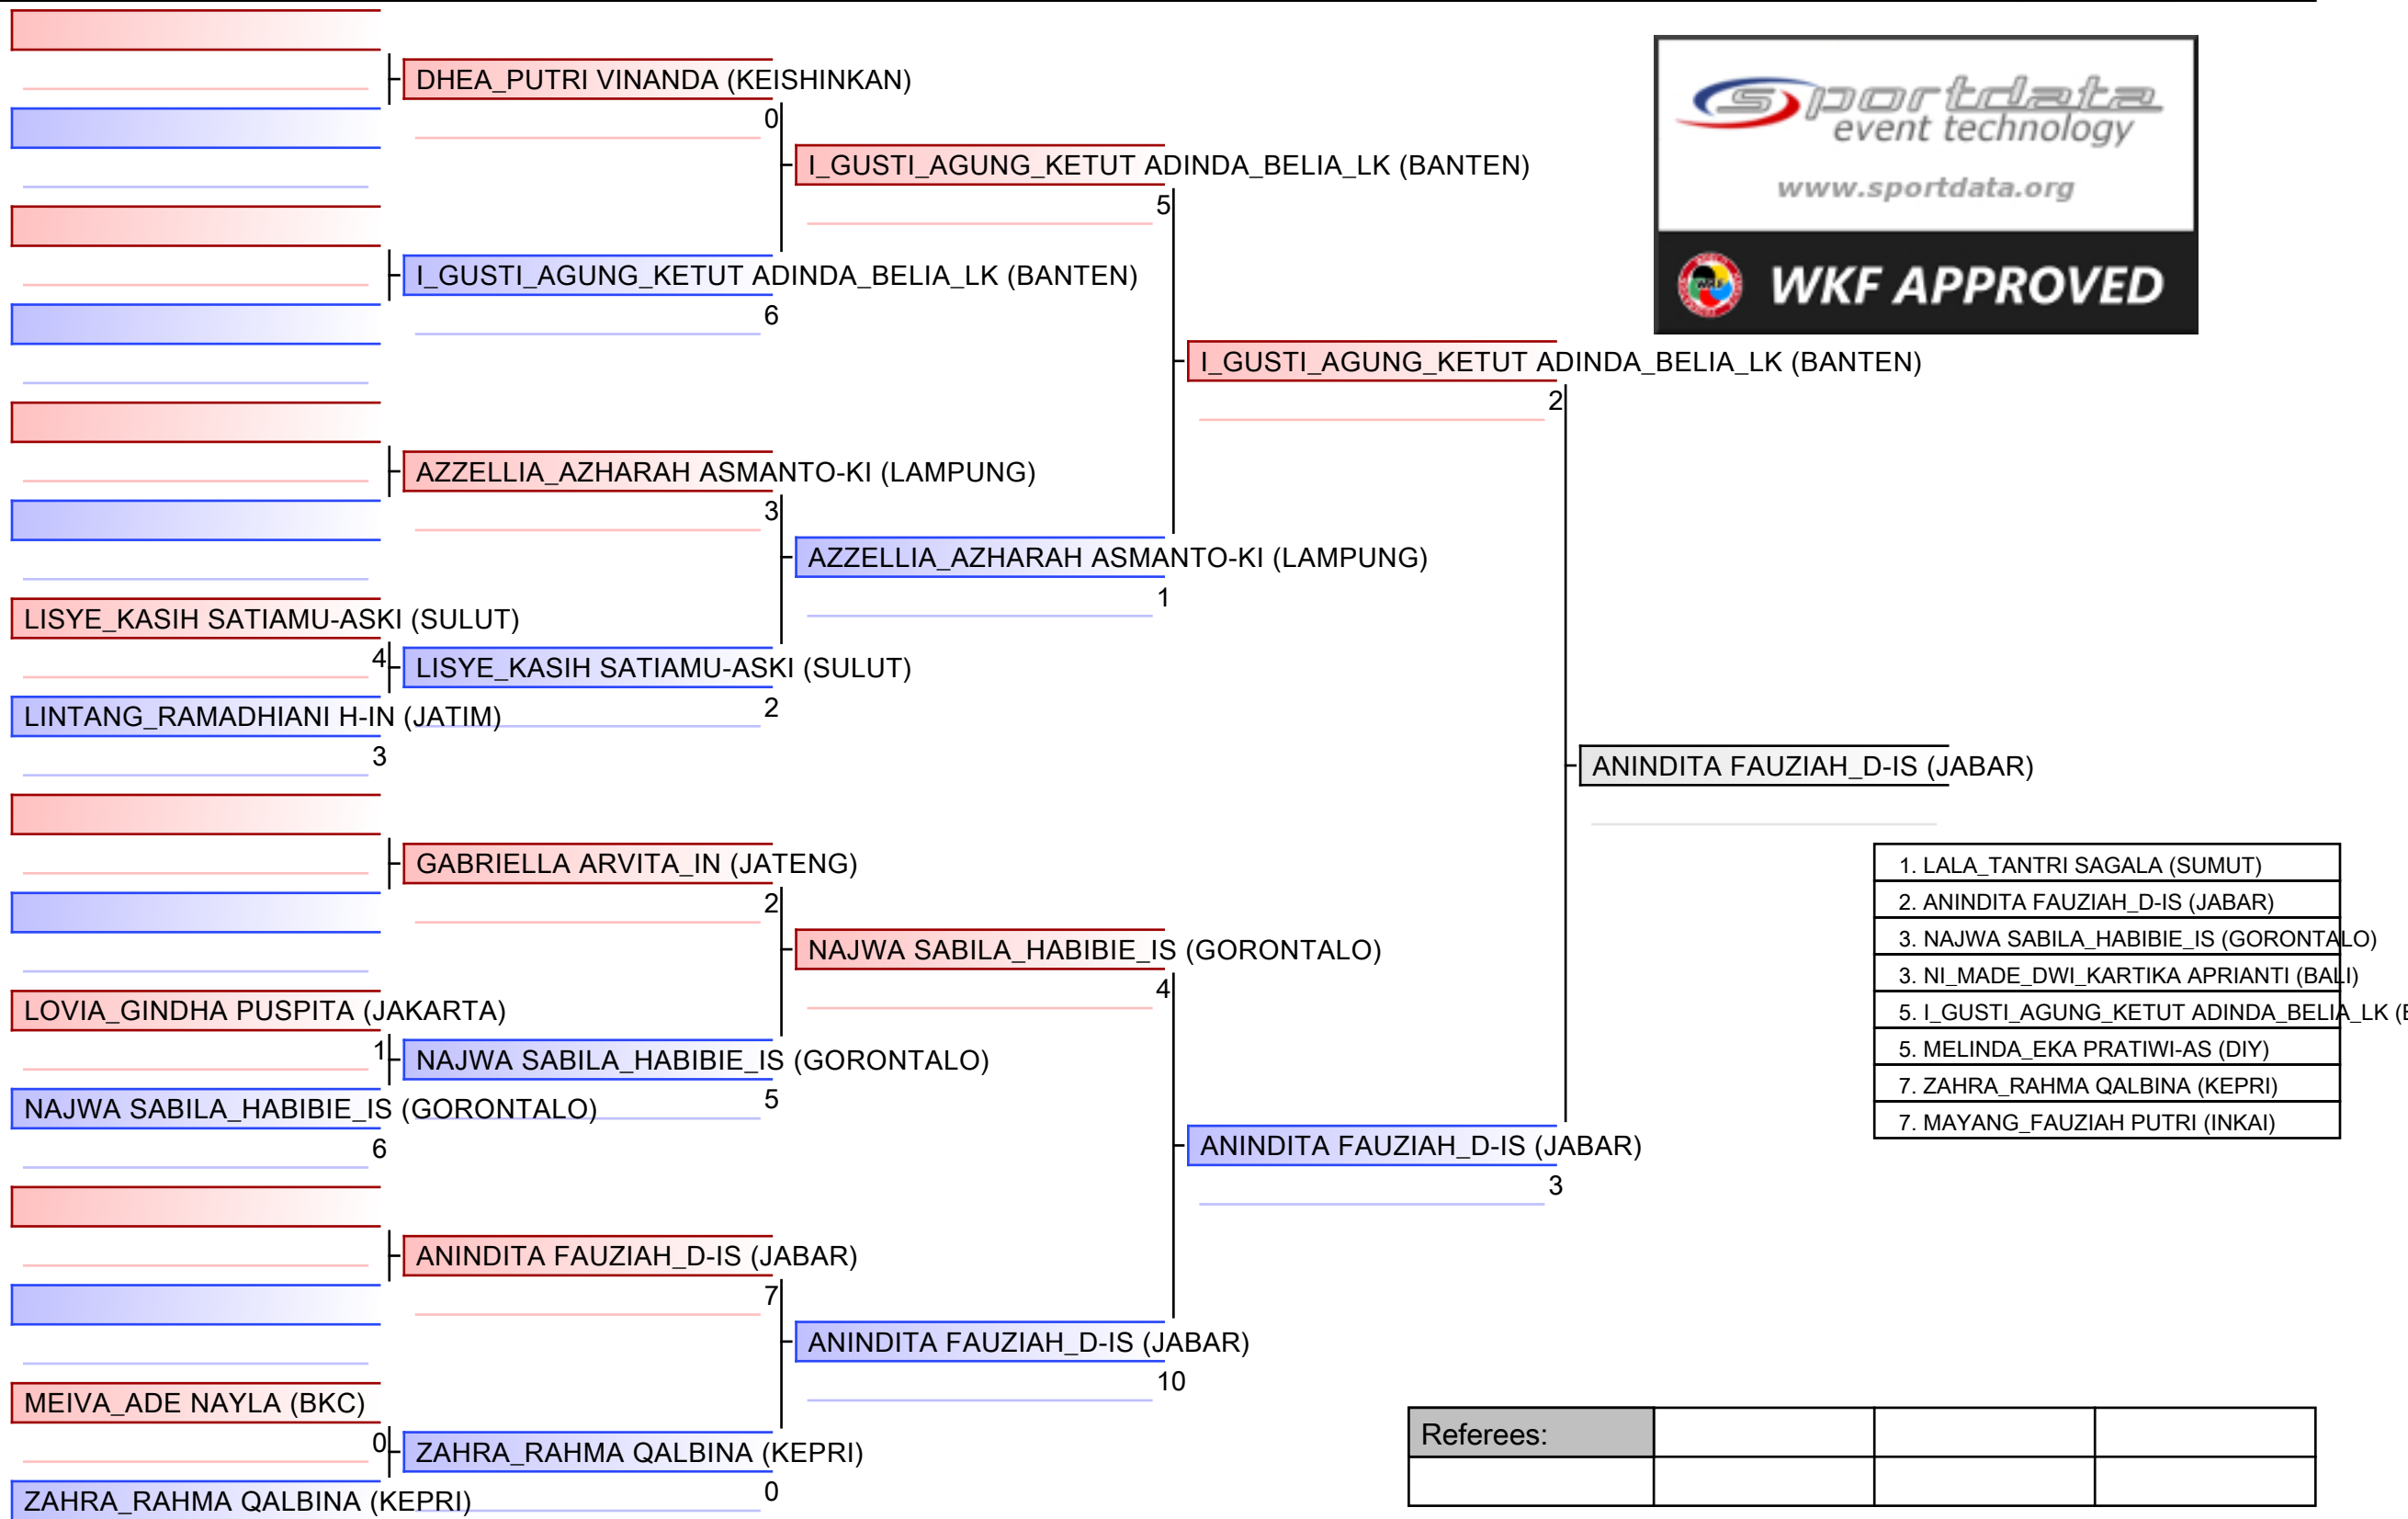 DHEA_PUTRI VINANDA (KEISHINKAN)
0
sportdata
event technology
www.sportdata.org
I_GUSTI_AGUNG_KETUT ADINDA_BELIA_LK (BANTEN)
5
I_GUSTI_AGUNG_KETUT ADINDA_BELIA_LK (BANTEN)
6
WKF APPROVED
I_GUSTI_AGUNG_KETUT ADINDA_BELIA_LK (BANTEN)
2
AZZELLIA_AZHARAH ASMANTO-KI (LAMPUNG)
3
AZZELLIA_AZHARAH ASMANTO-KI (LAMPUNG)
1
LISYE_KASIH SATIAMU-ASKI (SULUT)
4
LISYE_KASIH SATIAMU-ASKI (SULUT)
2
LINTANG_RAMADHIANI H-IN (JATIM)
3
ANINDITA FAUZIAH_D-IS (JABAR)
GABRIELLA ARVITA_IN (JATENG)
2
1. LALA_TANTRI SAGALA (SUMUT)
2. ANINDITA FAUZIAH_D-IS (JABAR)
3. NAJWA SABILA_HABIBIE_IS (GORONTALO)
3. NI_MADE_DWI_KARTIKA APRIANTI (BALI)
5. I_GUSTI_AGUNG_KETUT ADINDA_BELIA_LK (
5. MELINDA_EKA PRATIWI-AS (DIY)
7. ZAHRA_RAHMA QALBINA (KEPRI)
7. MAYANG_FAUZIAH PUTRI (INKAI)
NAJWA SABILA_HABIBIE_IS (GORONTALO)
4
LOVIA_GINDHA PUSPITA (JAKARTA)
1
NAJWA SABILA_HABIBIE_IS (GORONTALO)
5
NAJWA SABILA_HABIBIE_IS (GORONTALO)
6
ANINDITA FAUZIAH_D-IS (JABAR)
3
ANINDITA FAUZIAH_D-IS (JABAR)
7
ANINDITA FAUZIAH_D-IS (JABAR)
10
MEIVA_ADE NAYLA (BKC)
0
ZAHRA_RAHMA QALBINA (KEPRI)
0
ZAHRA_RAHMA QALBINA (KEPRI)
Referees: